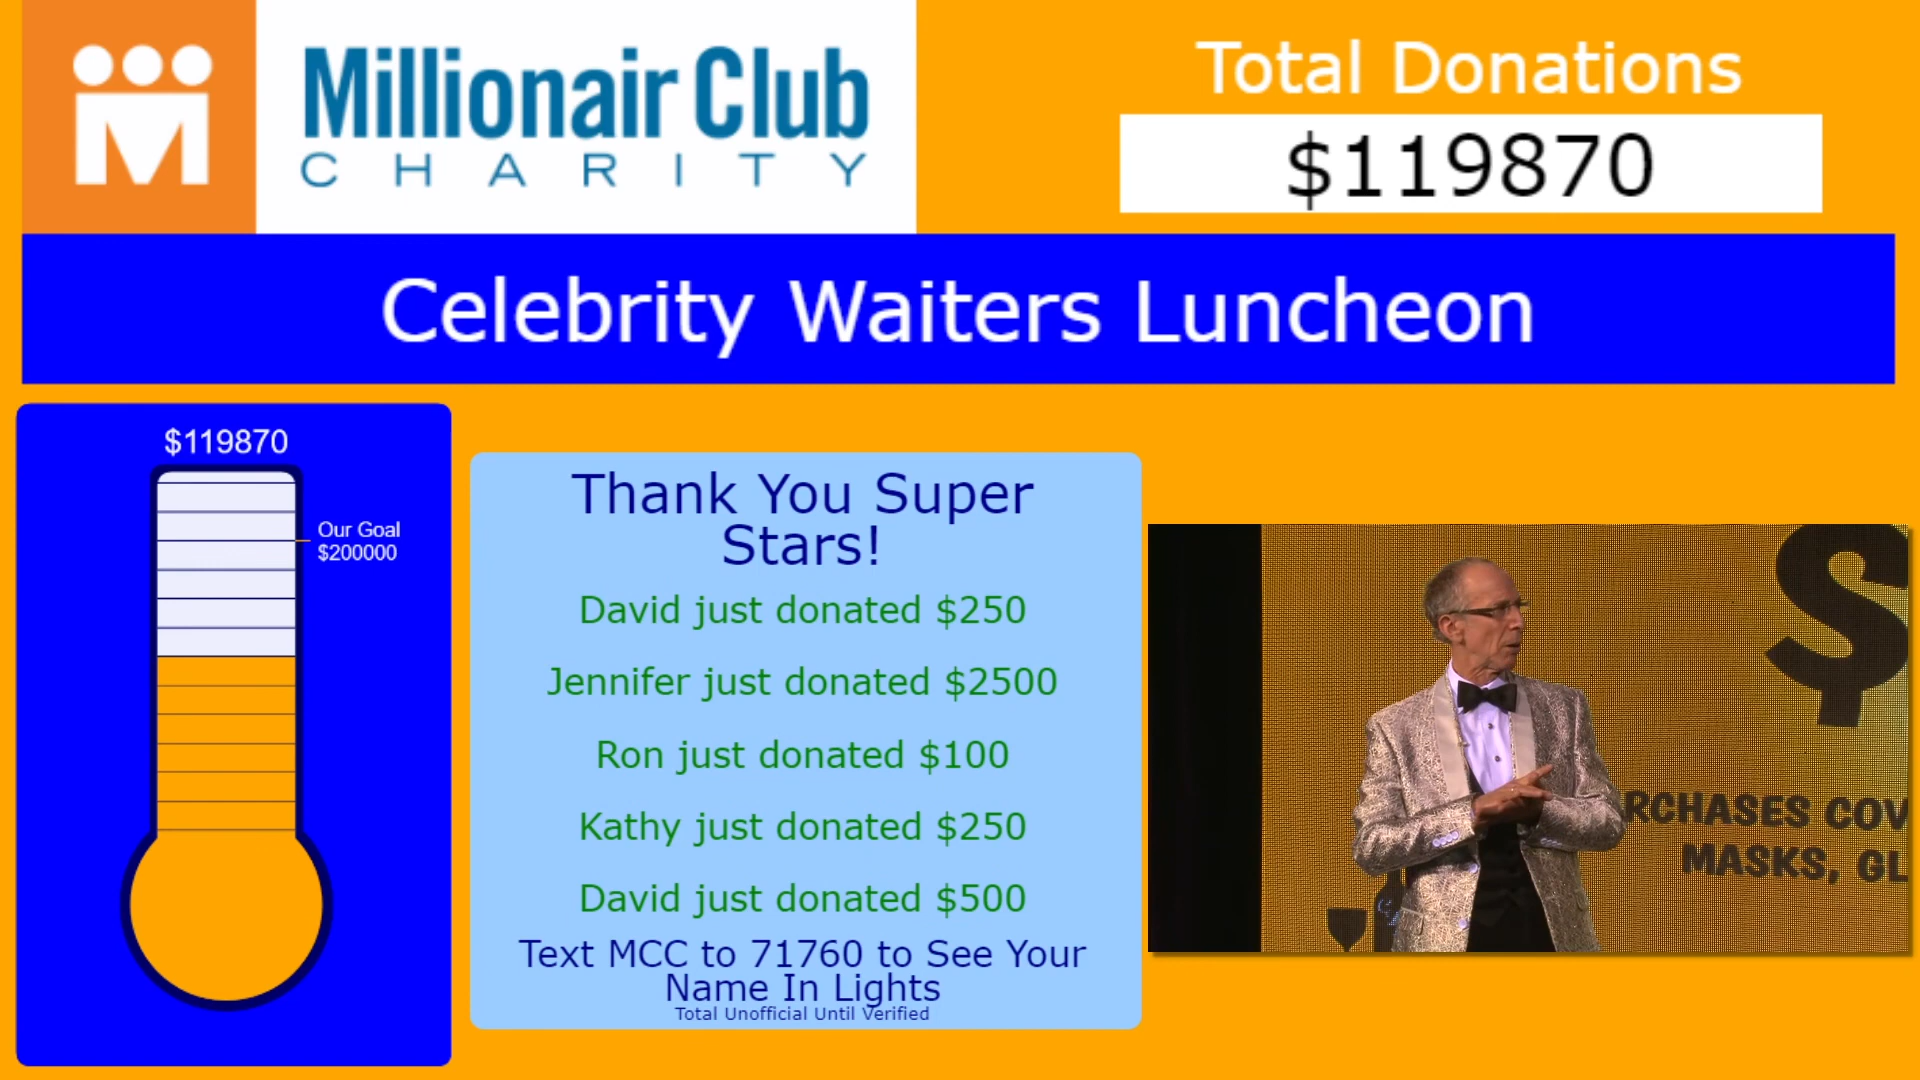 Millionair Club
CHARITY
Total Donations
$119870
Celebrity Waiters Luncheon
$119870
Our Goal
$200000
Thank You Super
Stars!
David just donated $250
Jennifer just donated $2500
Ron just donated $100
Kathy just donated $250
David just donated $500
Text MCC to 71760 to See Your
Name In Lights
Total Unofficial Until Verified
$
RCHASES COV
MASKS, GL